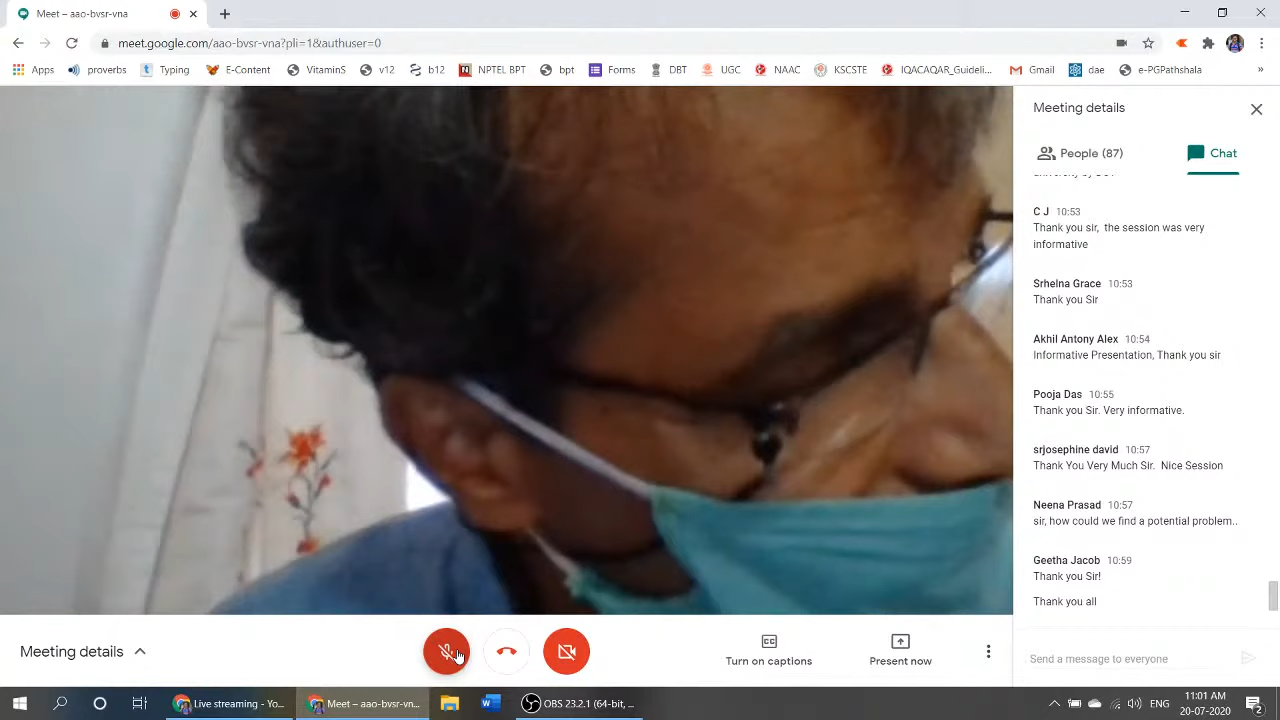 Meet – aao-bvsr-vna
meet.google.com/aao-bvsr-vna?pli=1&authuser=0
Apps proverbs Typing E-Content VitaminS v12 b12 NPTEL BPT bpt Forms DBT UGC NAAC KSCSTE IQACAQAR_Guideli... Gmail dae e-PGPathshala »
Meeting details
People (87) Chat
C J 10:53
Thank you sir, the session was very
informative
Srhelna Grace 10:53
Thank you Sir
Akhil Antony Alex 10:54
Informative Presentation, Thank you sir
Pooja Das 10:55
Thank you Sir. Very informative.
srjosephine david 10:57
Thank You Very Much Sir. Nice Session
Neena Prasad 10:57
sir, how could we find a potential problem..
Geetha Jacob 10:59
Thank you Sir!
Thank you all
Send a message to everyone
Meeting details
Turn on captions
Present now
Live streaming - Yo...
Meet – aao-bvsr-vn...
OBS 23.2.1 (64-bit, ...
ENG
11:01 AM
20-07-2020
2